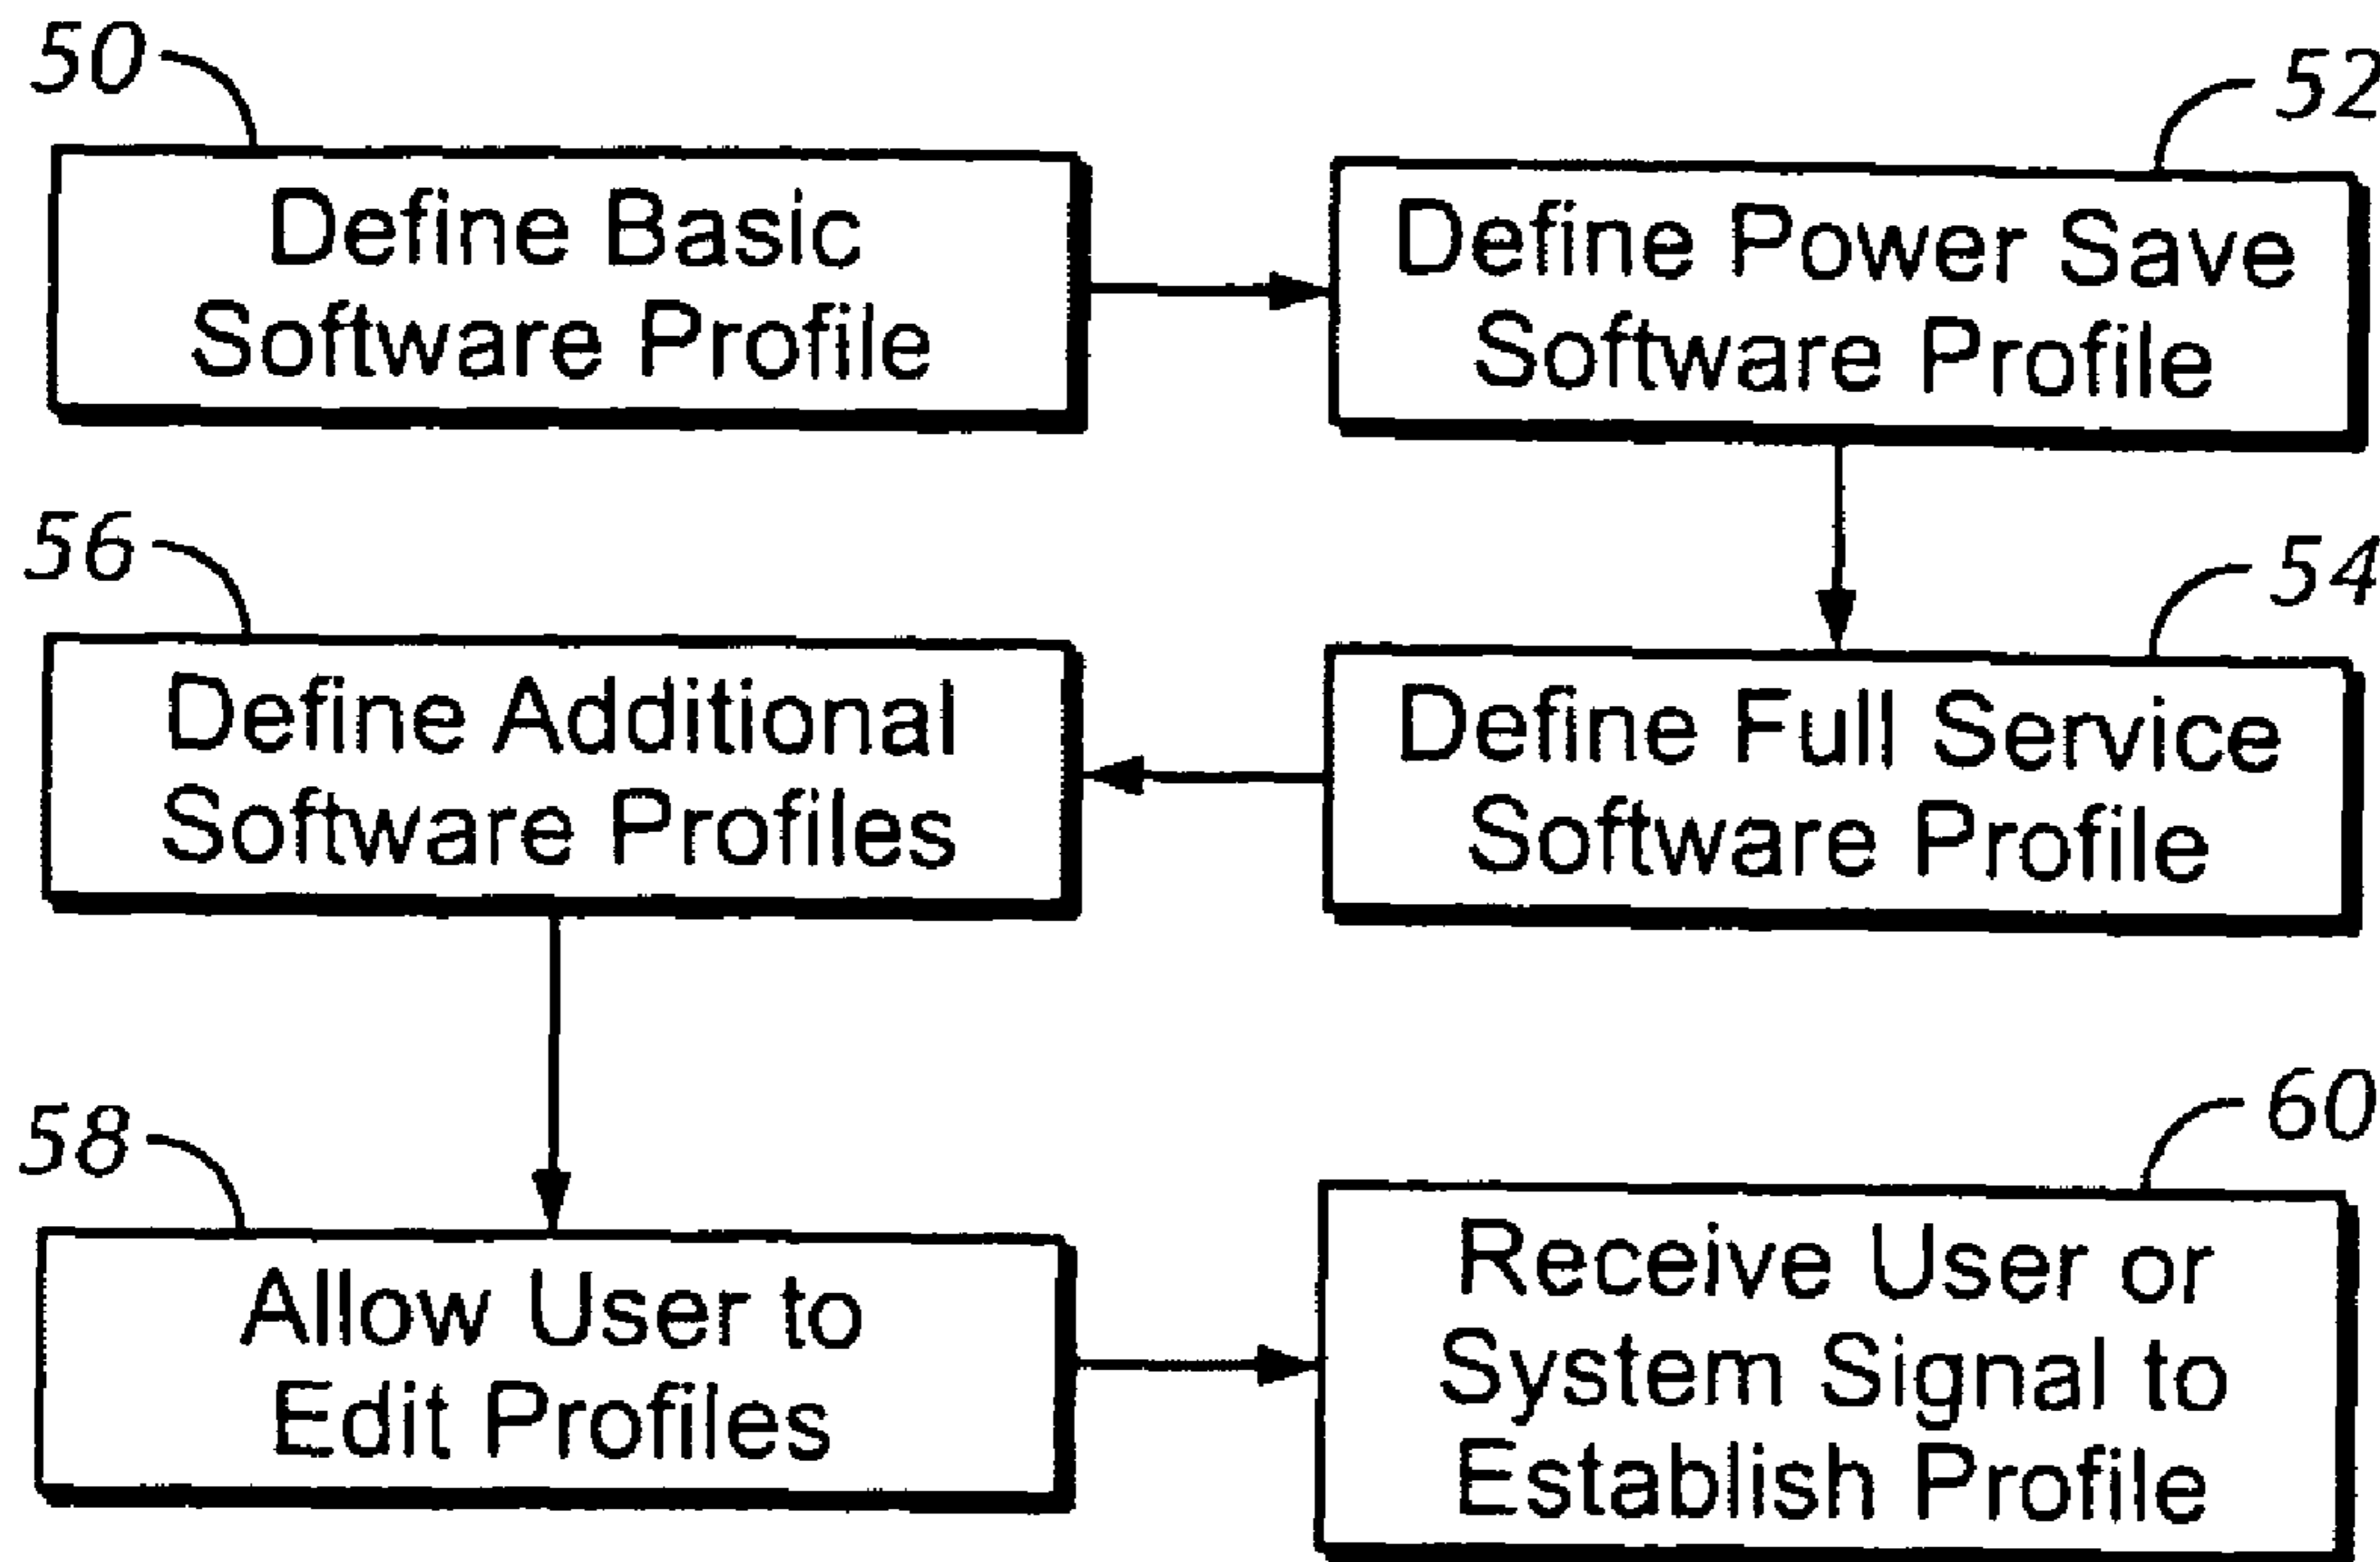 50
Define Basic
Software Profile
52
Define Power Save
Software Profile
54
Define Full Service
Software Profile
56
Define Additional
Software Profiles
58
Allow User to
Edit Profiles
60
Receive User or
System Signal to
Establish Profile